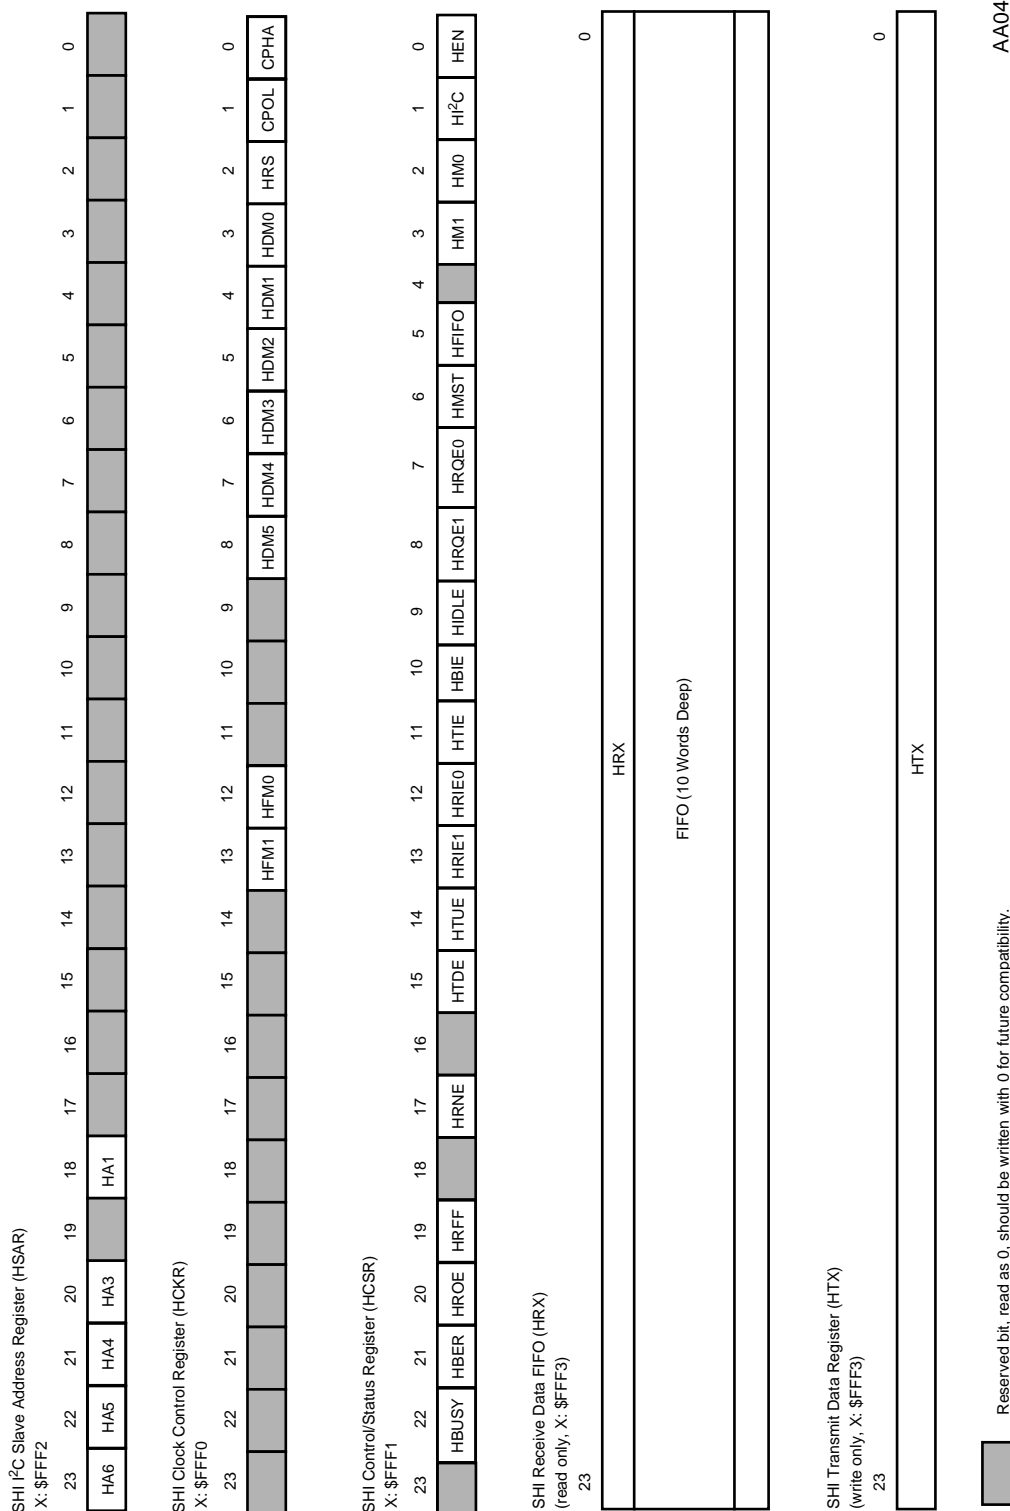 SHI I²C Slave Address Register (HSAR)
X: $FFF2
23 22 21 20 19 18 17 16 15 14 13 12 11 10 9 8 7 6 5 4 3 2 1 0
HA6 HA5 HA4 HA3 HA1
SHI Clock Control Register (HCKR)
X: $FFF0
23 22 21 20 19 18 17 16 15 14 13 12 11 10 9 8 7 6 5 4 3 2 1 0
HFM1 HFM0 HDM5 HDM4 HDM3 HDM2 HDM1 HDM0 HRS CPOL CPHA
SHI Control/Status Register (HCSR)
X: $FFF1
23 22 21 20 19 18 17 16 15 14 13 12 11 10 9 8 7 6 5 4 3 2 1 0
HBUSY HBER HROE HRFF HRNE HTDE HTUE HRIE1 HRIE0 HTIE HBIE HIDLE HRQE1 HRQE0 HMST HFIFO HM1 HM0 HI²C HEN
SHI Receive Data FIFO (HRX)
(read only, X: $FFF3)
23 0
HRX
FIFO (10 Words Deep)
SHI Transmit Data Register (HTX)
(write only, X: $FFF3)
23 0
HTX
Reserved bit, read as 0, should be written with 0 for future compatibility.
AA04